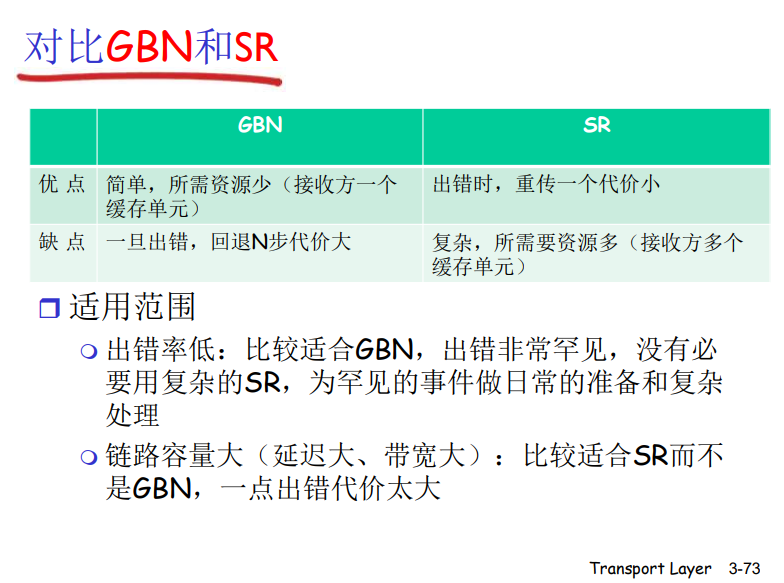 对比GBN和SR
GBN
SR
优 点
简单，所需资源少（接收方一个
缓存单元）
出错时，重传一个代价小
缺 点
一旦出错，回退N步代价大
复杂，所需要资源多（接收方多个
缓存单元）
适用范围
出错率低：比较适合GBN，出错非常罕见，没有必
要用复杂的SR，为罕见的事件做日常的准备和复杂
处理
链路容量大（延迟大、带宽大）：比较适合SR而不
是GBN，一点出错代价太大
Transport Layer 3-73